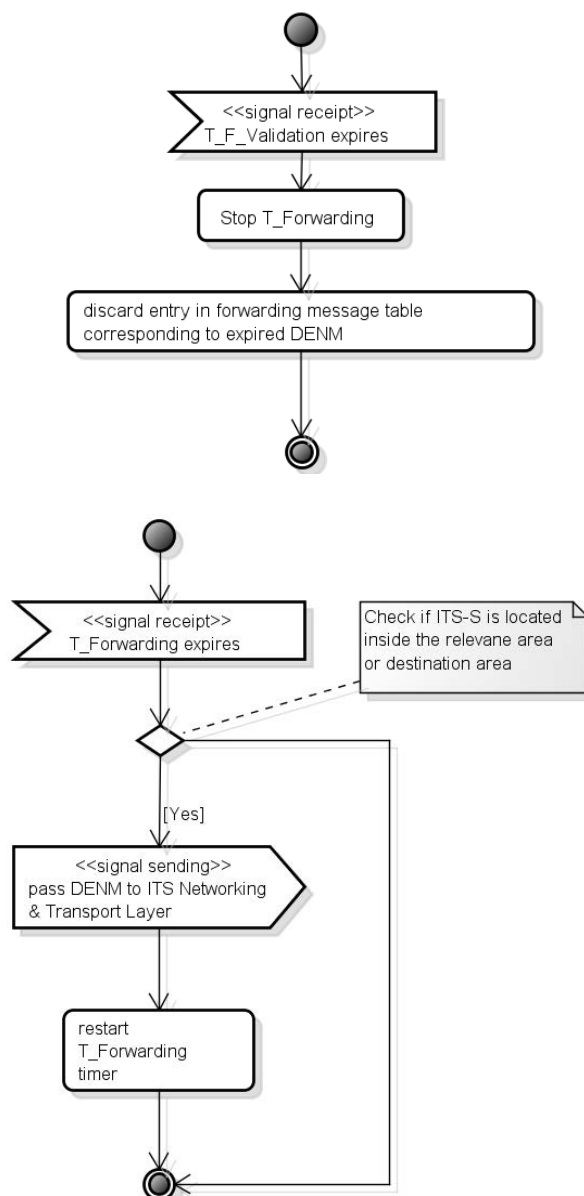 <<signal receipt>>
T_F_Validation expires
Stop T_Forwarding
discard entry in forwarding message table
corresponding to expired DENM
<<signal receipt>>
T_Forwarding expires
Check if ITS-S is located
inside the relevane area
or destination area
[Yes]
<<signal sending>>
pass DENM to ITS Networking
& Transport Layer
restart
T_Forwarding
timer